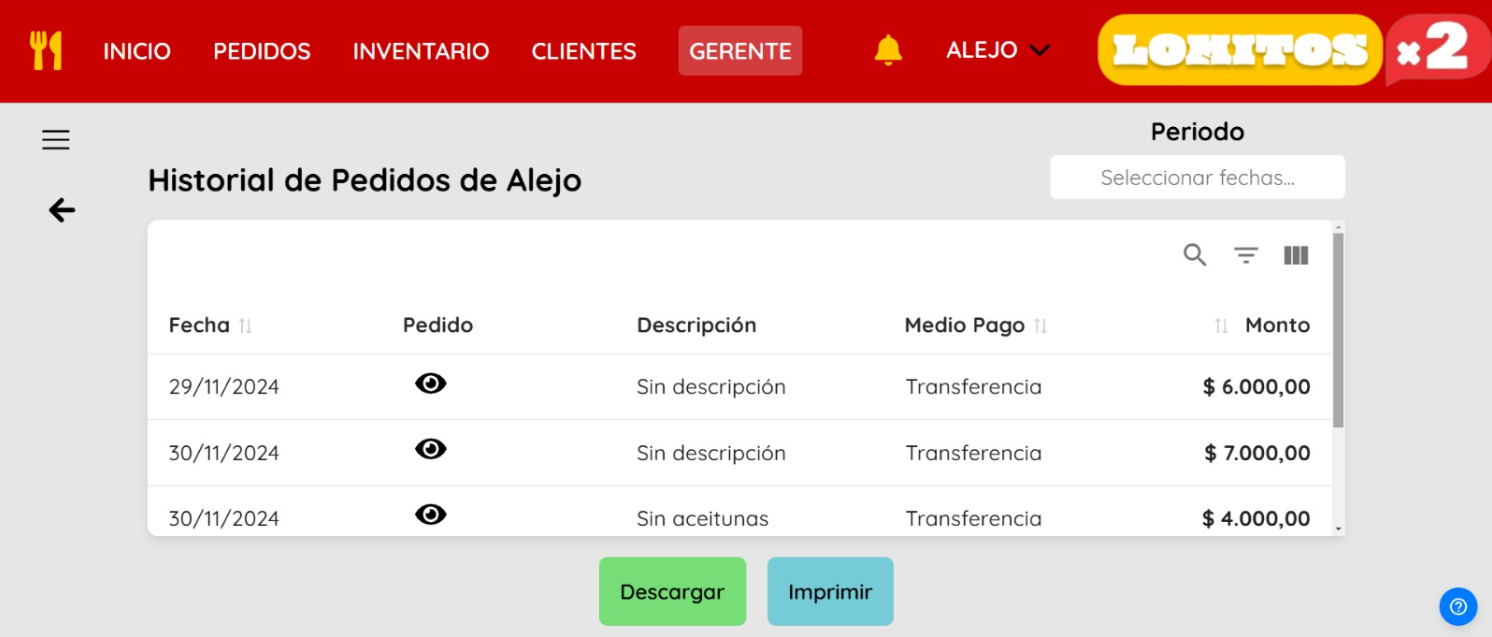 INICIO PEDIDOS INVENTARIO CLIENTES GERENTE ALEJO LOMITOS x2
Periodo
Historial de Pedidos de Alejo
Seleccionar fechas...
Fecha Pedido Descripción Medio Pago Monto
29/11/2024 Sin descripción Transferencia $ 6.000,00
30/11/2024 Sin descripción Transferencia $ 7.000,00
30/11/2024 Sin aceitunas Transferencia $ 4.000,00
Descargar Imprimir
?